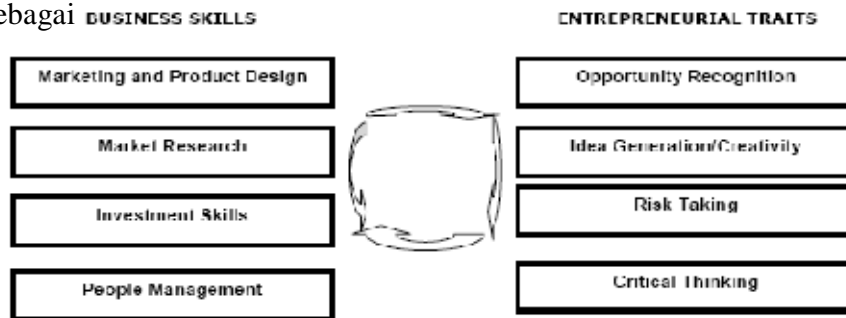 ebagai BUSINESS SKILLS
ENTREPRENEURIAL TRAITS
Marketing and Product Design
Opportunity Recognition
Market Research
Idea Generation/Creativity
Investment Skills
Risk Taking
People Management
Critical Thinking